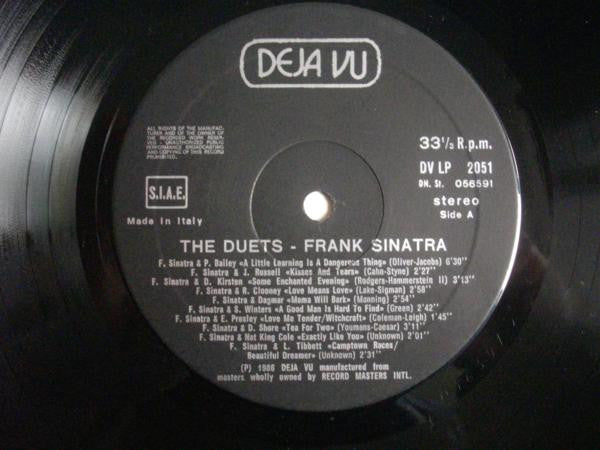 DEJA VU
ALL RIGHTS OF THE MANUFAC-
TURER AND OF THE OWNER OF
THE RECORDED WORK RESER-
VED - UNAUTHORIZED PUBLIC
PERFORMANCE BROADCASTING
AND COPYING OF THIS RECORD
PROHIBITED.
S.I.A.E.
Made in Italy
33⅓ R.p.m.
DV LP 2051
DN. St. 056591
stereo
Side A
THE DUETS - FRANK SINATRA
F. Sinatra & P. Bailey «A Little Learning Is A Dangerous Thing» (Oliver-Jacobs) 6'30"
F. Sinatra & J. Russell «Kisses And Tears» (Cahn-Styne) 2'27"
F. Sinatra & D. Kirsten «Some Enchanted Evening» (Rodgers-Hammerstein II) 3'13"
F. Sinatra & R. Clooney «Love Means Love» (Lake-Sigman) 2'58"
F. Sinatra & Dagmar «Mama Will Bark» (Manning) 2'54"
F. Sinatra & S. Winters «A Good Man Is Hard To Find» (Green) 2'42"
F. Sinatra & E. Presley «Love Me Tender/Witchcraft» (Coleman-Leigh) 1'45"
F. Sinatra & D. Shore «Tea For Two» (Youmans-Caesar) 3'11"
F. Sinatra & Nat King Cole «Exactly Like You» (Unknown) 2'01"
F. Sinatra & L. Tibbett «Camptown Races/
Beautiful Dreamer» (Unknown) 2'31"
(P) 1986 DEJA VU manufactured from
masters wholly owned by RECORD MASTERS INTL.